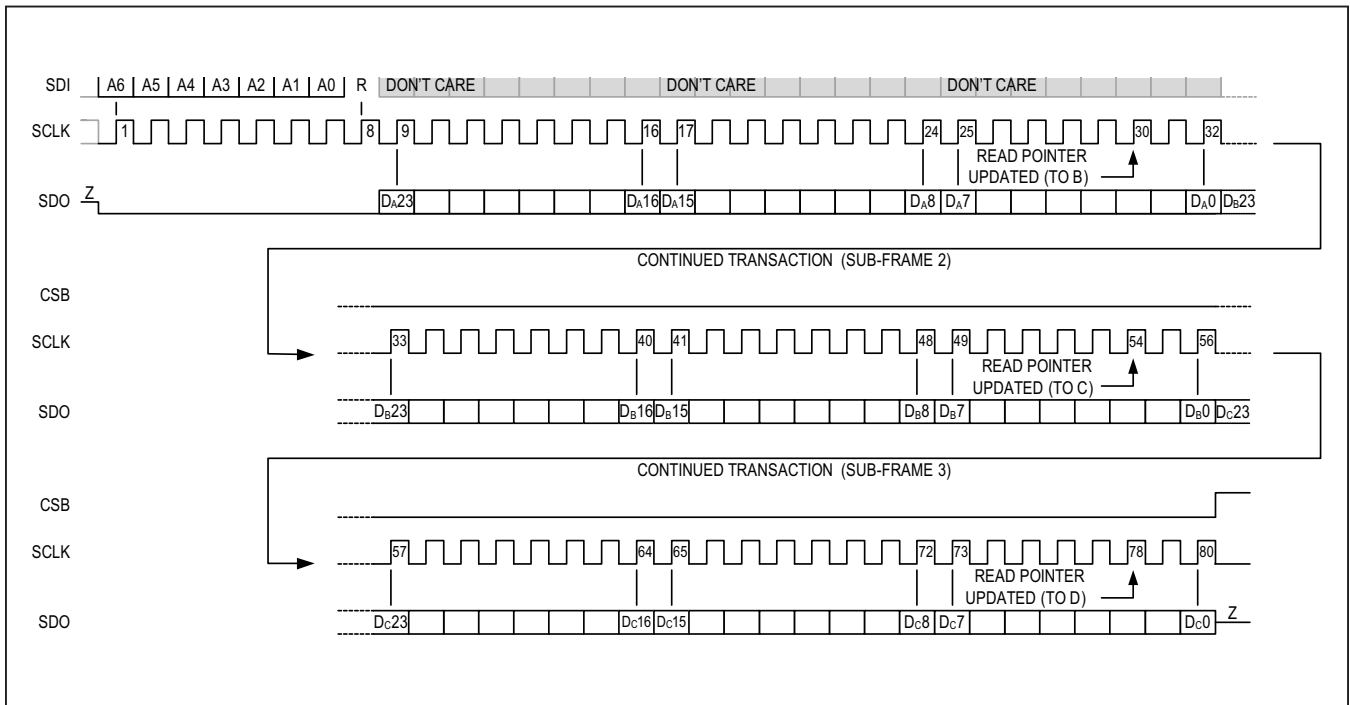 SDI A6 A5 A4 A3 A2 A1 A0 R DON'T CARE DON'T CARE DON'T CARE
SCLK 1 8 9 16 17 24 25 30 32
READ POINTER
UPDATED (TO B)
SDO Z DA23 DA16 DA15 DA8 DA7 DA0 DB23
CONTINUED TRANSACTION (SUB-FRAME 2)
CSB
SCLK 33 40 41 48 49 54 56
READ POINTER
UPDATED (TO C)
SDO DB23 DB16 DB15 DB8 DB7 DB0 DC23
CONTINUED TRANSACTION (SUB-FRAME 3)
CSB
SCLK 57 64 65 72 73 78 80
READ POINTER
UPDATED (TO D)
SDO DC23 DC16 DC15 DC8 DC7 DC0 Z